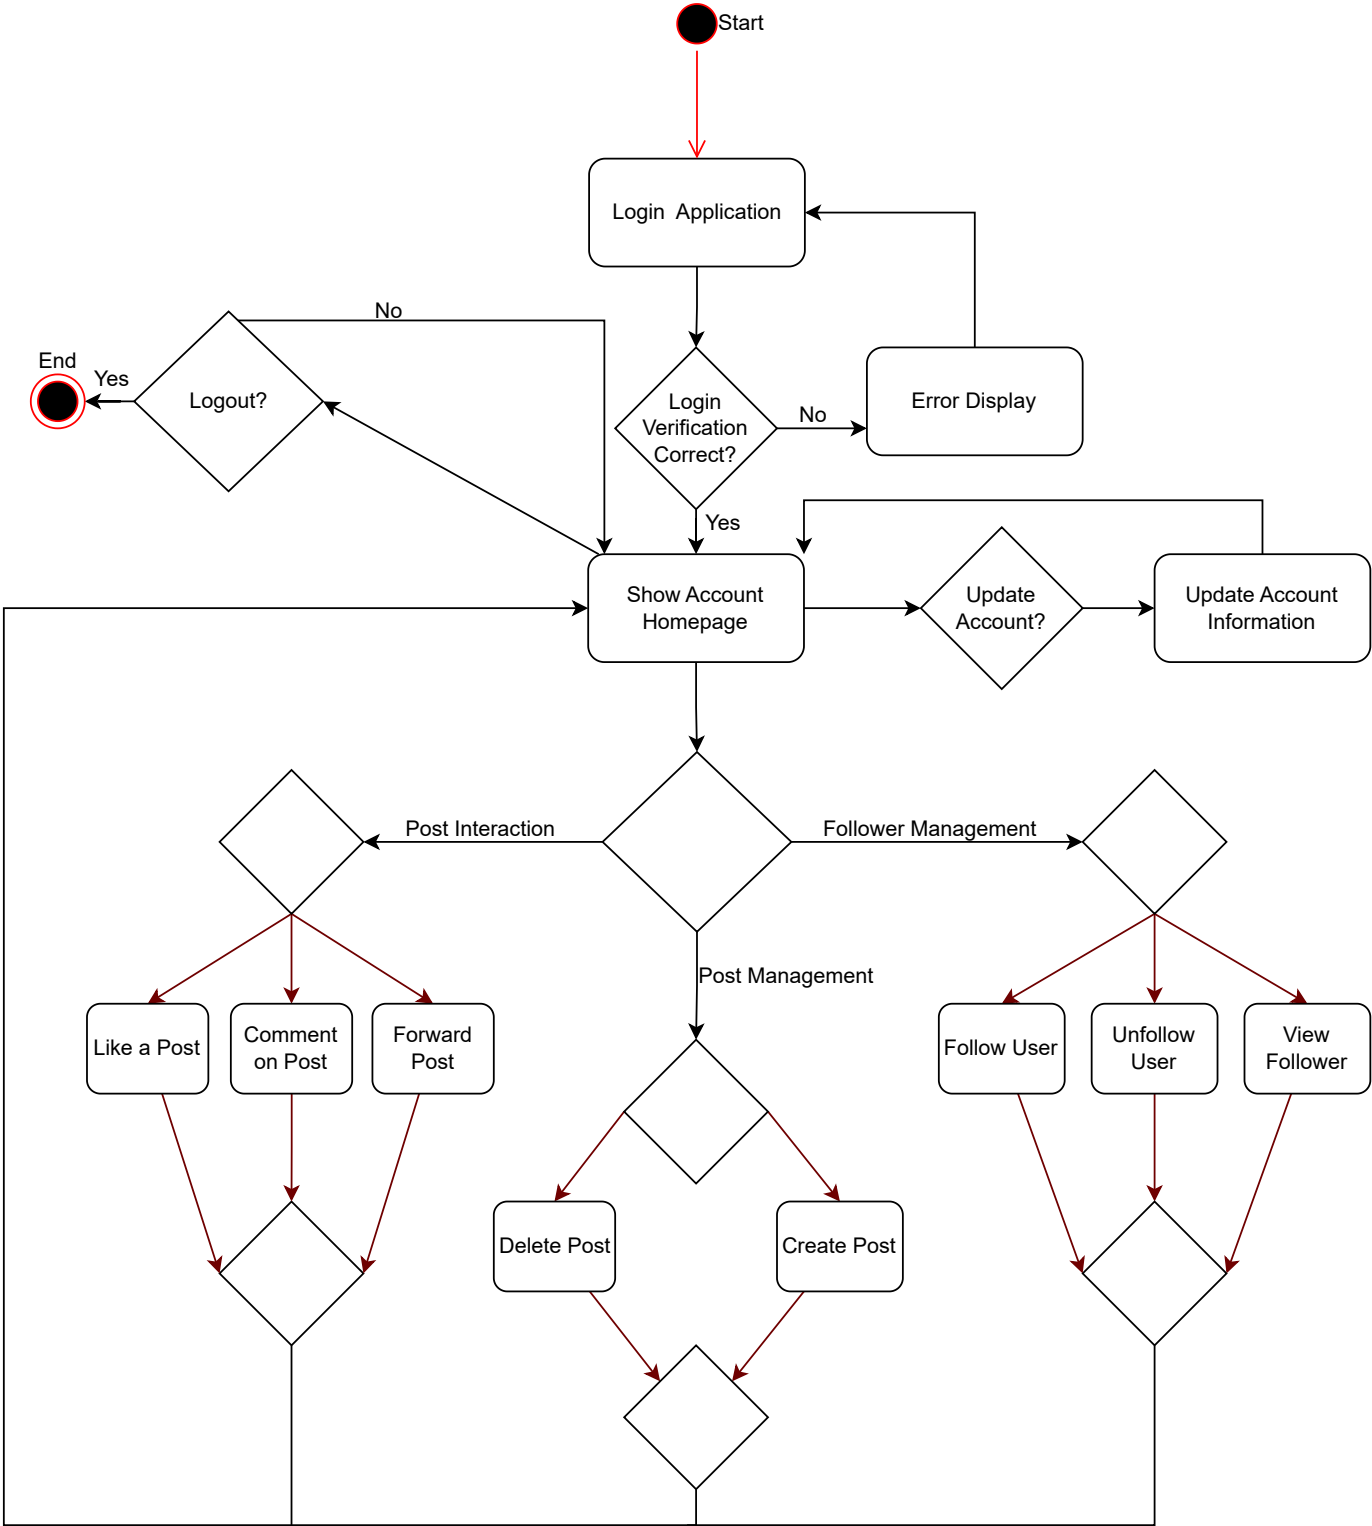 Start
Login  Application
No
End
Yes
Logout?
Login
Verification
Correct?
No
Error Display
Yes
Show Account
Homepage
Update
Account?
Update Account
Information
Post Interaction
Follower Management
Post Management
Like a Post
Comment
on Post
Forward
Post
Follow User
Unfollow
User
View
Follower
Delete Post
Create Post